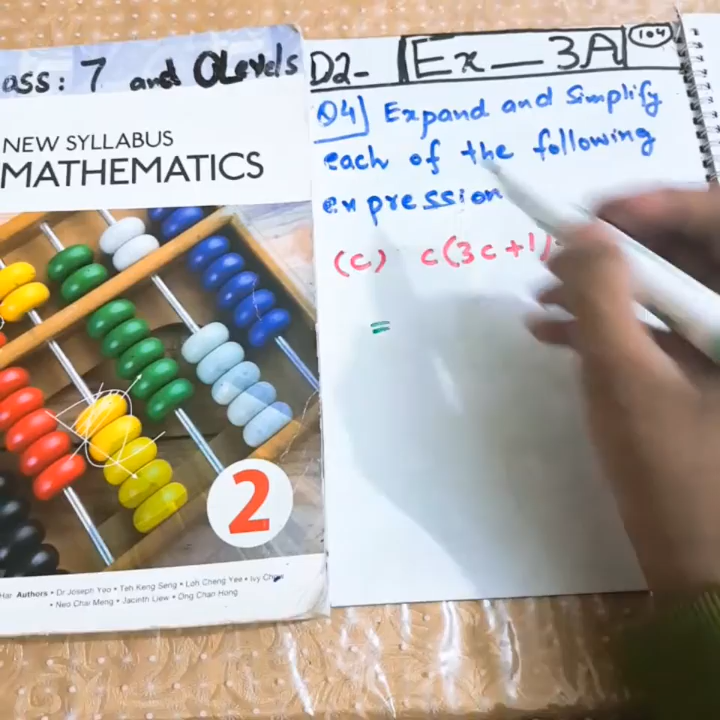 ass: 7 and OLevels
NEW SYLLABUS
MATHEMATICS
2
Authors • Dr Joseph Yeo • Teh Keng Seng • Loh Cheng Yee • Ivy
• Neo Chai Meng • Jacinth Liew • Ong Chan Hong
D2- Ex - 3A
104
Q4] Expand and Simplify
each of the following
expression
(c) c(3c+1)
=